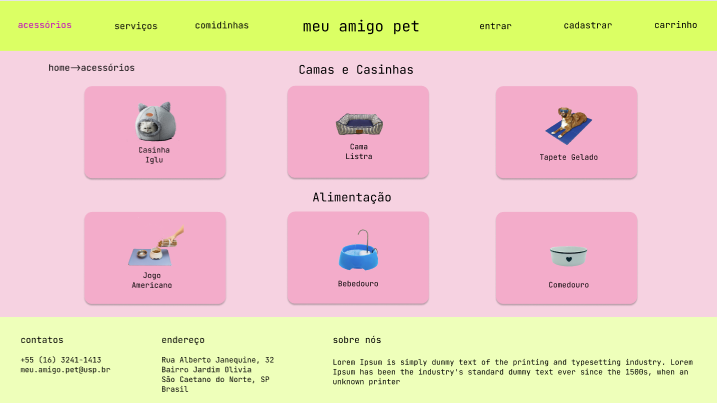 acessórios serviços comidinhas meu amigo pet entrar cadastrar carrinho
home→acessórios
Camas e Casinhas
Casinha
Iglu
Cama
Listra
Tapete Gelado
Alimentação
Jogo
Americano
Bebedouro
Comedouro
contatos
+55 (16) 3241-1413
meu.amigo.pet@usp.br
endereço
Rua Alberto Janequine, 32
Bairro Jardim Olivia
São Caetano do Norte, SP
Brasil
sobre nós
Lorem Ipsum is simply dummy text of the printing and typesetting industry. Lorem
Ipsum has been the industry's standard dummy text ever since the 1500s, when an
unknown printer